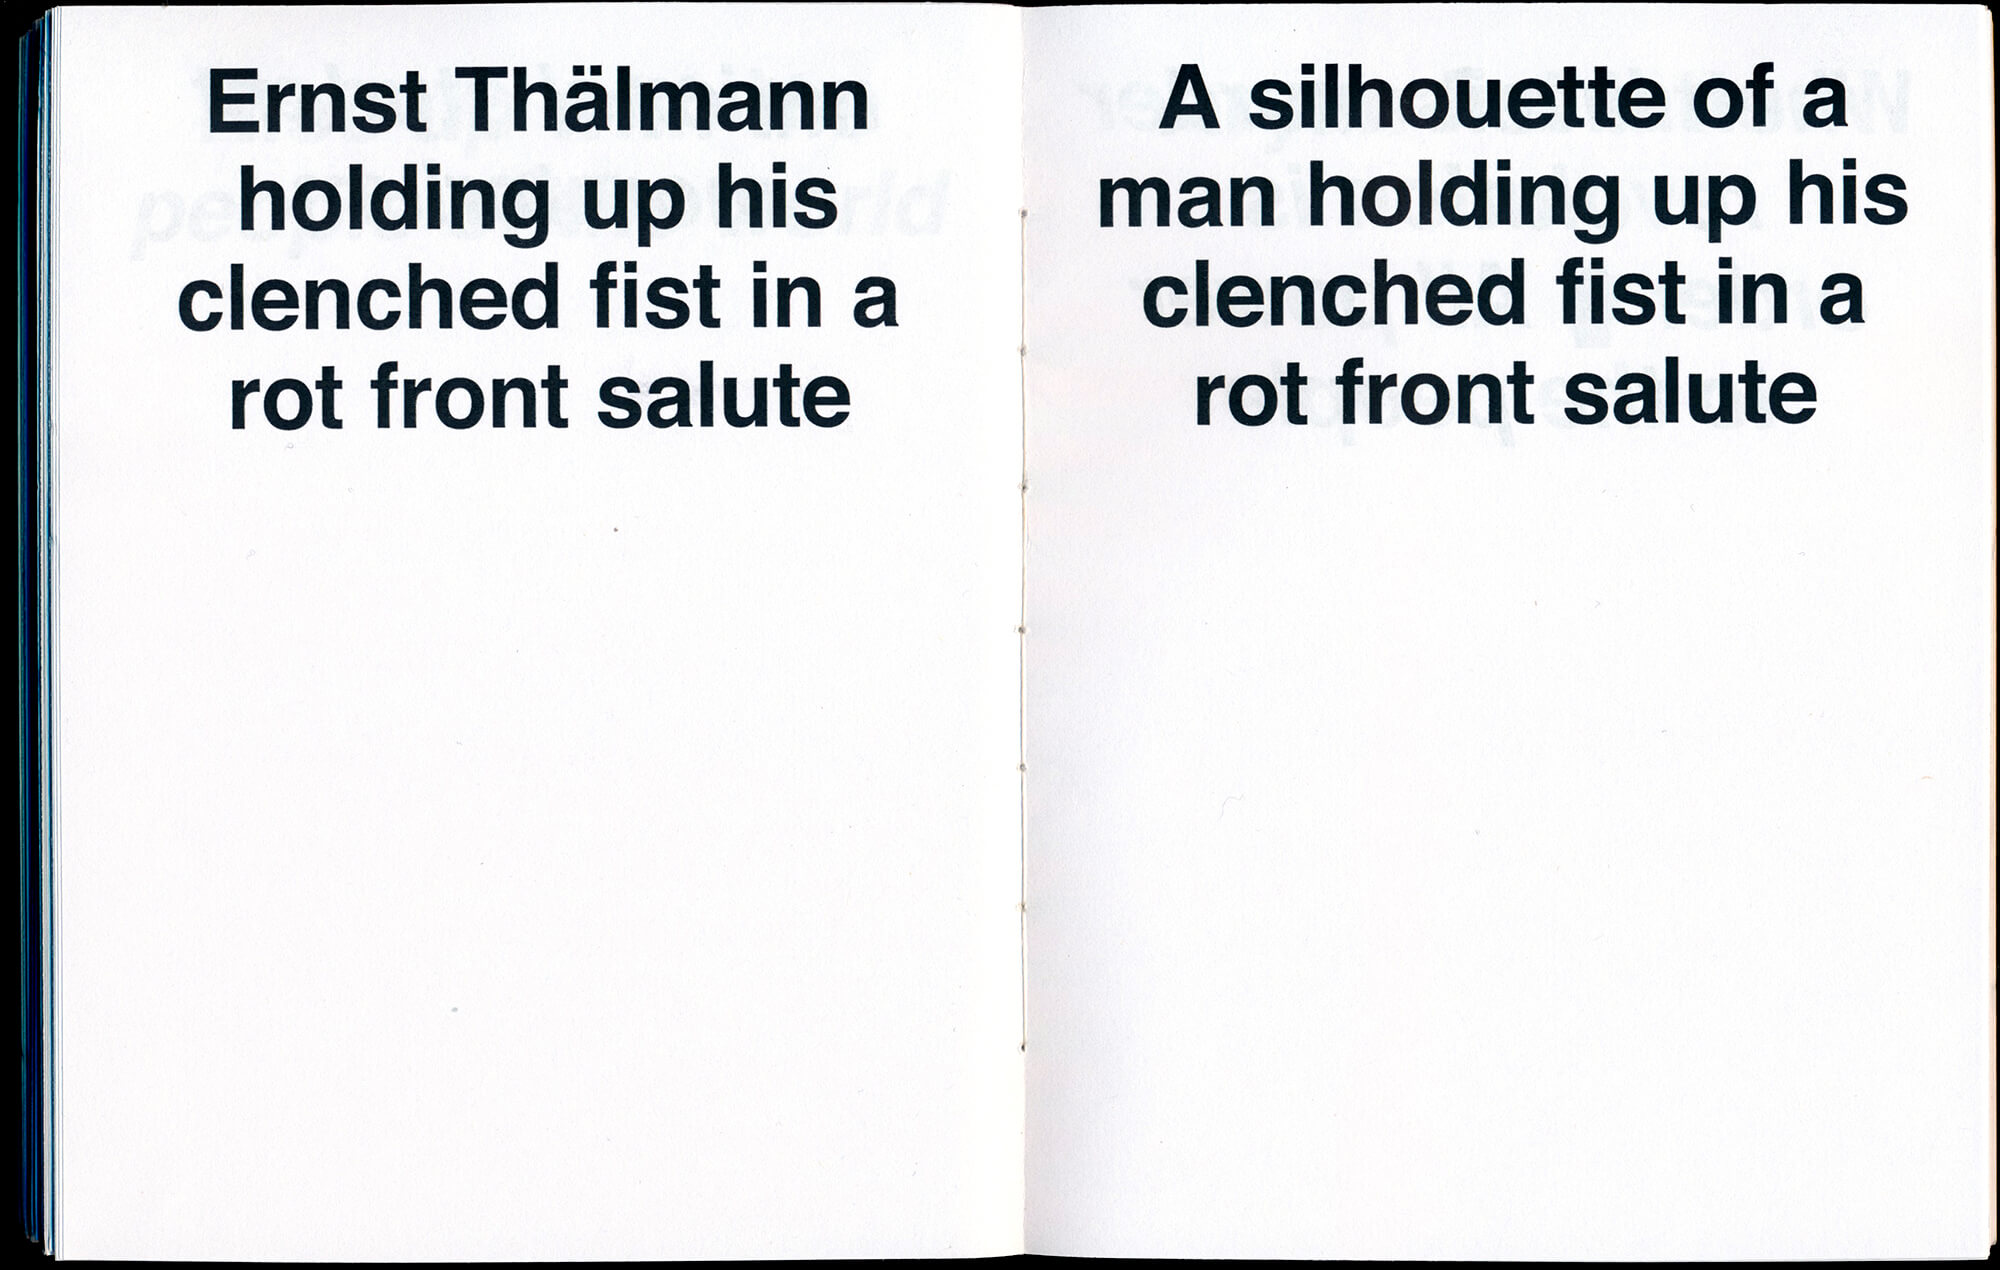 Ernst Thälmann
holding up his
clenched fist in a
rot front salute
A silhouette of a
man holding up his
clenched fist in a
rot front salute